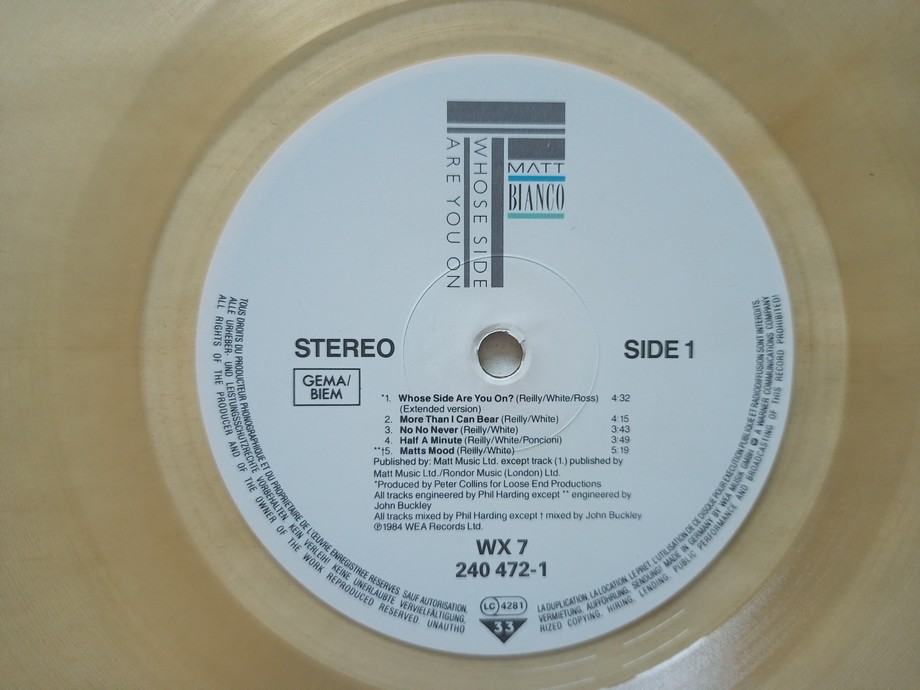 MATT
BIANCO
WHOSE SIDE
ARE YOU ON
STEREO
SIDE 1
GEMA/
BIEM
*1. Whose Side Are You On? (Reilly/White/Ross) 4:32
(Extended version)
2. More Than I Can Bear (Reilly/White) 4:15
3. No No Never (Reilly/White) 3:43
4. Half A Minute (Reilly/White/Poncioni) 3:49
**†5. Matts Mood (Reilly/White) 5:19
Published by: Matt Music Ltd. except track (1.) published by
Matt Music Ltd./Rondor Music (London) Ltd.
*Produced by Peter Collins for Loose End Productions
All tracks engineered by Phil Harding except ** engineered by
John Buckley
All tracks mixed by Phil Harding except † mixed by John Buckley
℗1984 WEA Records Ltd.
WX 7
240 472-1
LC 4281
33
TOUS DROITS DU PRODUCTEUR PHONOGRAPHIQUE ET DU PROPRIETAIRE DE L'ŒUVRE ENREGISTREE RESERVES. SAUF AUTORISATION,
LA DUPLICATION, LA LOCATION, LE PRET, L'UTILISATION DE CE DISQUE POUR EXECUTION PUBLIQUE ET RADIODIFFUSION SONT INTERDITS.
ALLE URHEBER- UND LEISTUNGSSCHUTZRECHTE VORBEHALTEN. KEIN VERLEIH! KEINE UNERLAUBTE VERVIELFÄLTIGUNG,
VERMIETUNG, AUFFÜHRUNG, SENDUNG! MADE IN GERMANY BY WEA MUSIK GMBH A WARNER COMMUNICATIONS COMPANY
ALL RIGHTS OF THE PRODUCER AND OF THE OWNER OF THE WORK REPRODUCED RESERVED. UNAUTHO
RIZED COPYING, HIRING, LENDING, PUBLIC PERFORMANCE AND BROADCASTING OF THIS RECORD PROHIBITED!